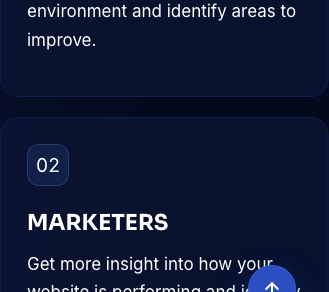 environment and identify areas to
improve.
02
MARKETERS
Get more insight into how your
website is performing and